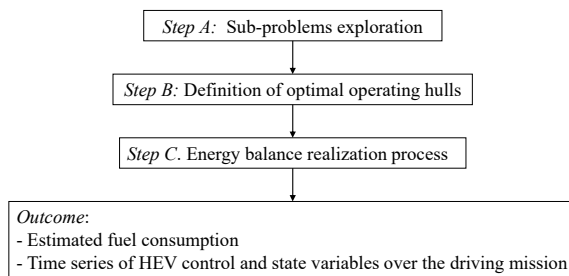 Step A: Sub-problems exploration
Step B: Definition of optimal operating hulls
Step C. Energy balance realization process
Outcome:
- Estimated fuel consumption
- Time series of HEV control and state variables over the driving mission